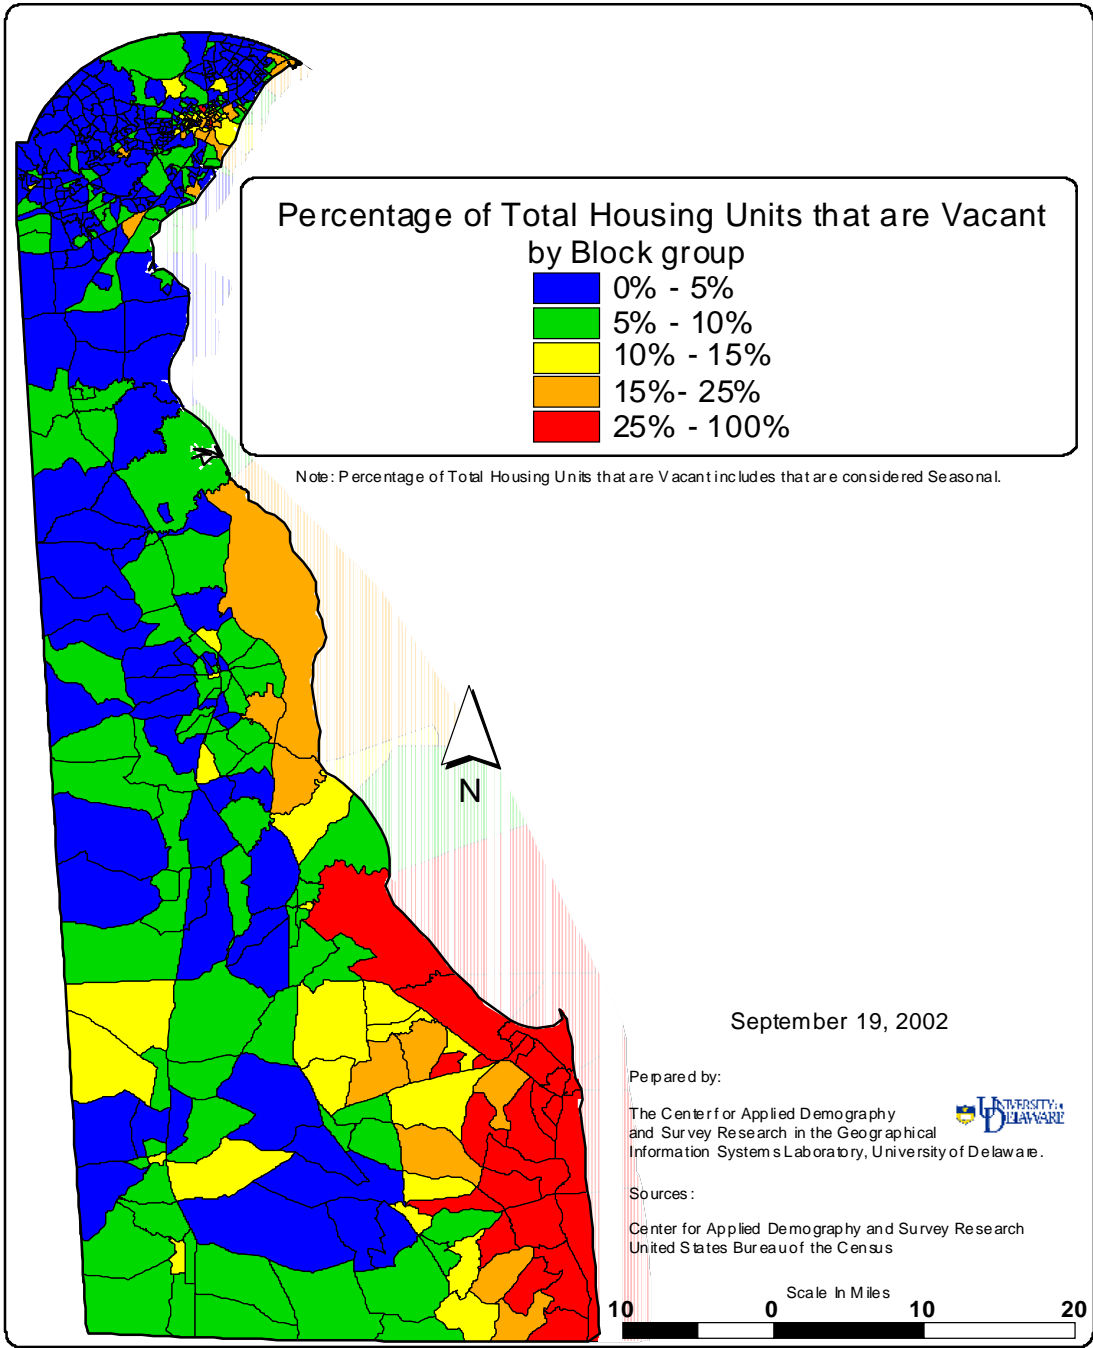 Percentage of Total Housing Units that are Vacant
by Block group
0% - 5%
5% - 10%
10% - 15%
15%- 25%
25% - 100%
Note: Percentage of Total Housing Units that are Vacant includes that are considered Seasonal.
N
September 19, 2002
Perpared by:
The Center for Applied Demography
and Survey Research in the Geographical
Information Systems Laboratory, University of Delaware.
UNIVERSITY OF
DELAWARE
Sources:
Center for Applied Demography and Survey Research
United States Bureau of the Census
Scale In Miles
10 0 10 20